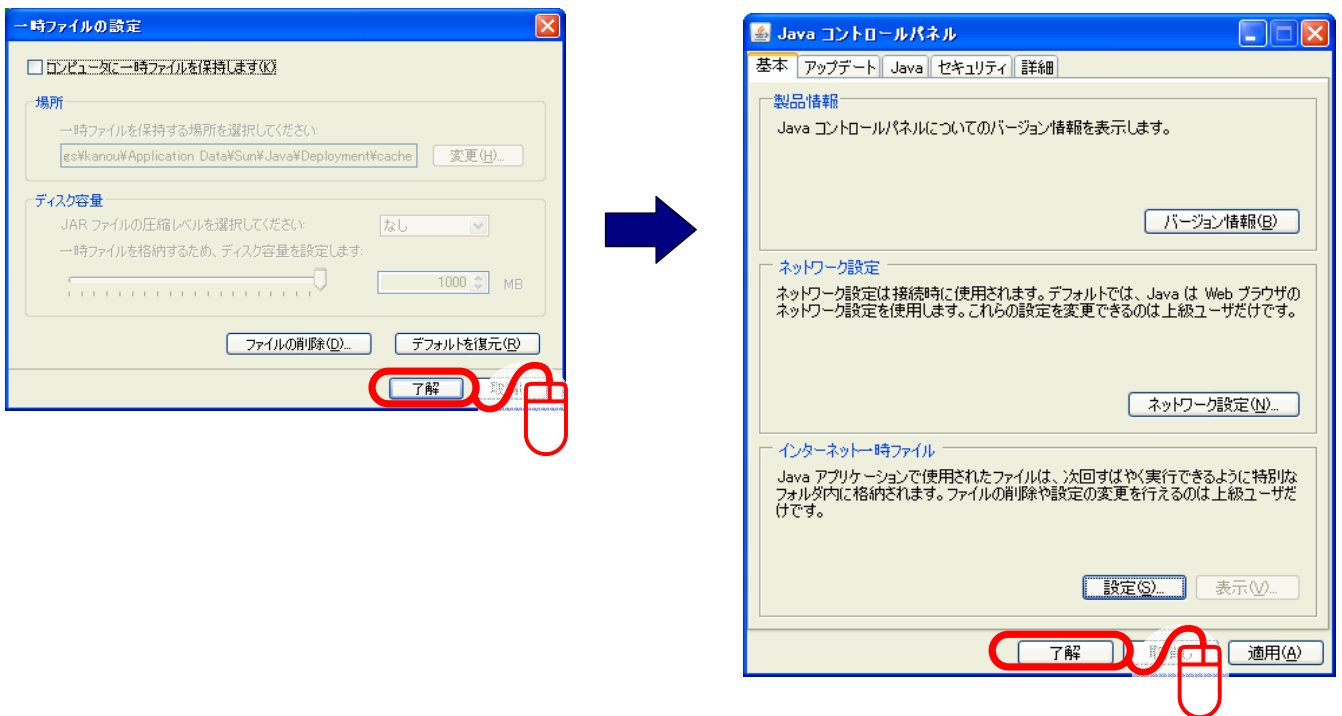 一時ファイルの設定
コンピュータに一時ファイルを保持します(K)
場所
一時ファイルを保持する場所を選択してください:
gs¥kanou¥Application Data¥Sun¥Java¥Deployment¥cache
変更(H)...
ディスク容量
JAR ファイルの圧縮レベルを選択してください:
なし
一時ファイルを格納するため、ディスク容量を設定します:
1000
MB
ファイルの削除(D)...
デフォルトを復元(R)
了解
Java コントロールパネル
基本
アップデート
Java
セキュリティ
詳細
製品情報
Java コントロールパネルについてのバージョン情報を表示します。
バージョン情報(B)
ネットワーク設定
ネットワーク設定は接続時に使用されます。デフォルトでは、Java は Web ブラウザの
ネットワーク設定を使用します。これらの設定を変更できるのは上級ユーザだけです。
ネットワーク設定(N)...
インターネット一時ファイル
Java アプリケーションで使用されたファイルは、次回すばやく実行できるように特別な
フォルダ内に格納されます。ファイルの削除や設定の変更を行えるのは上級ユーザだ
けです。
設定(S)...
表示(V)...
了解
適用(A)